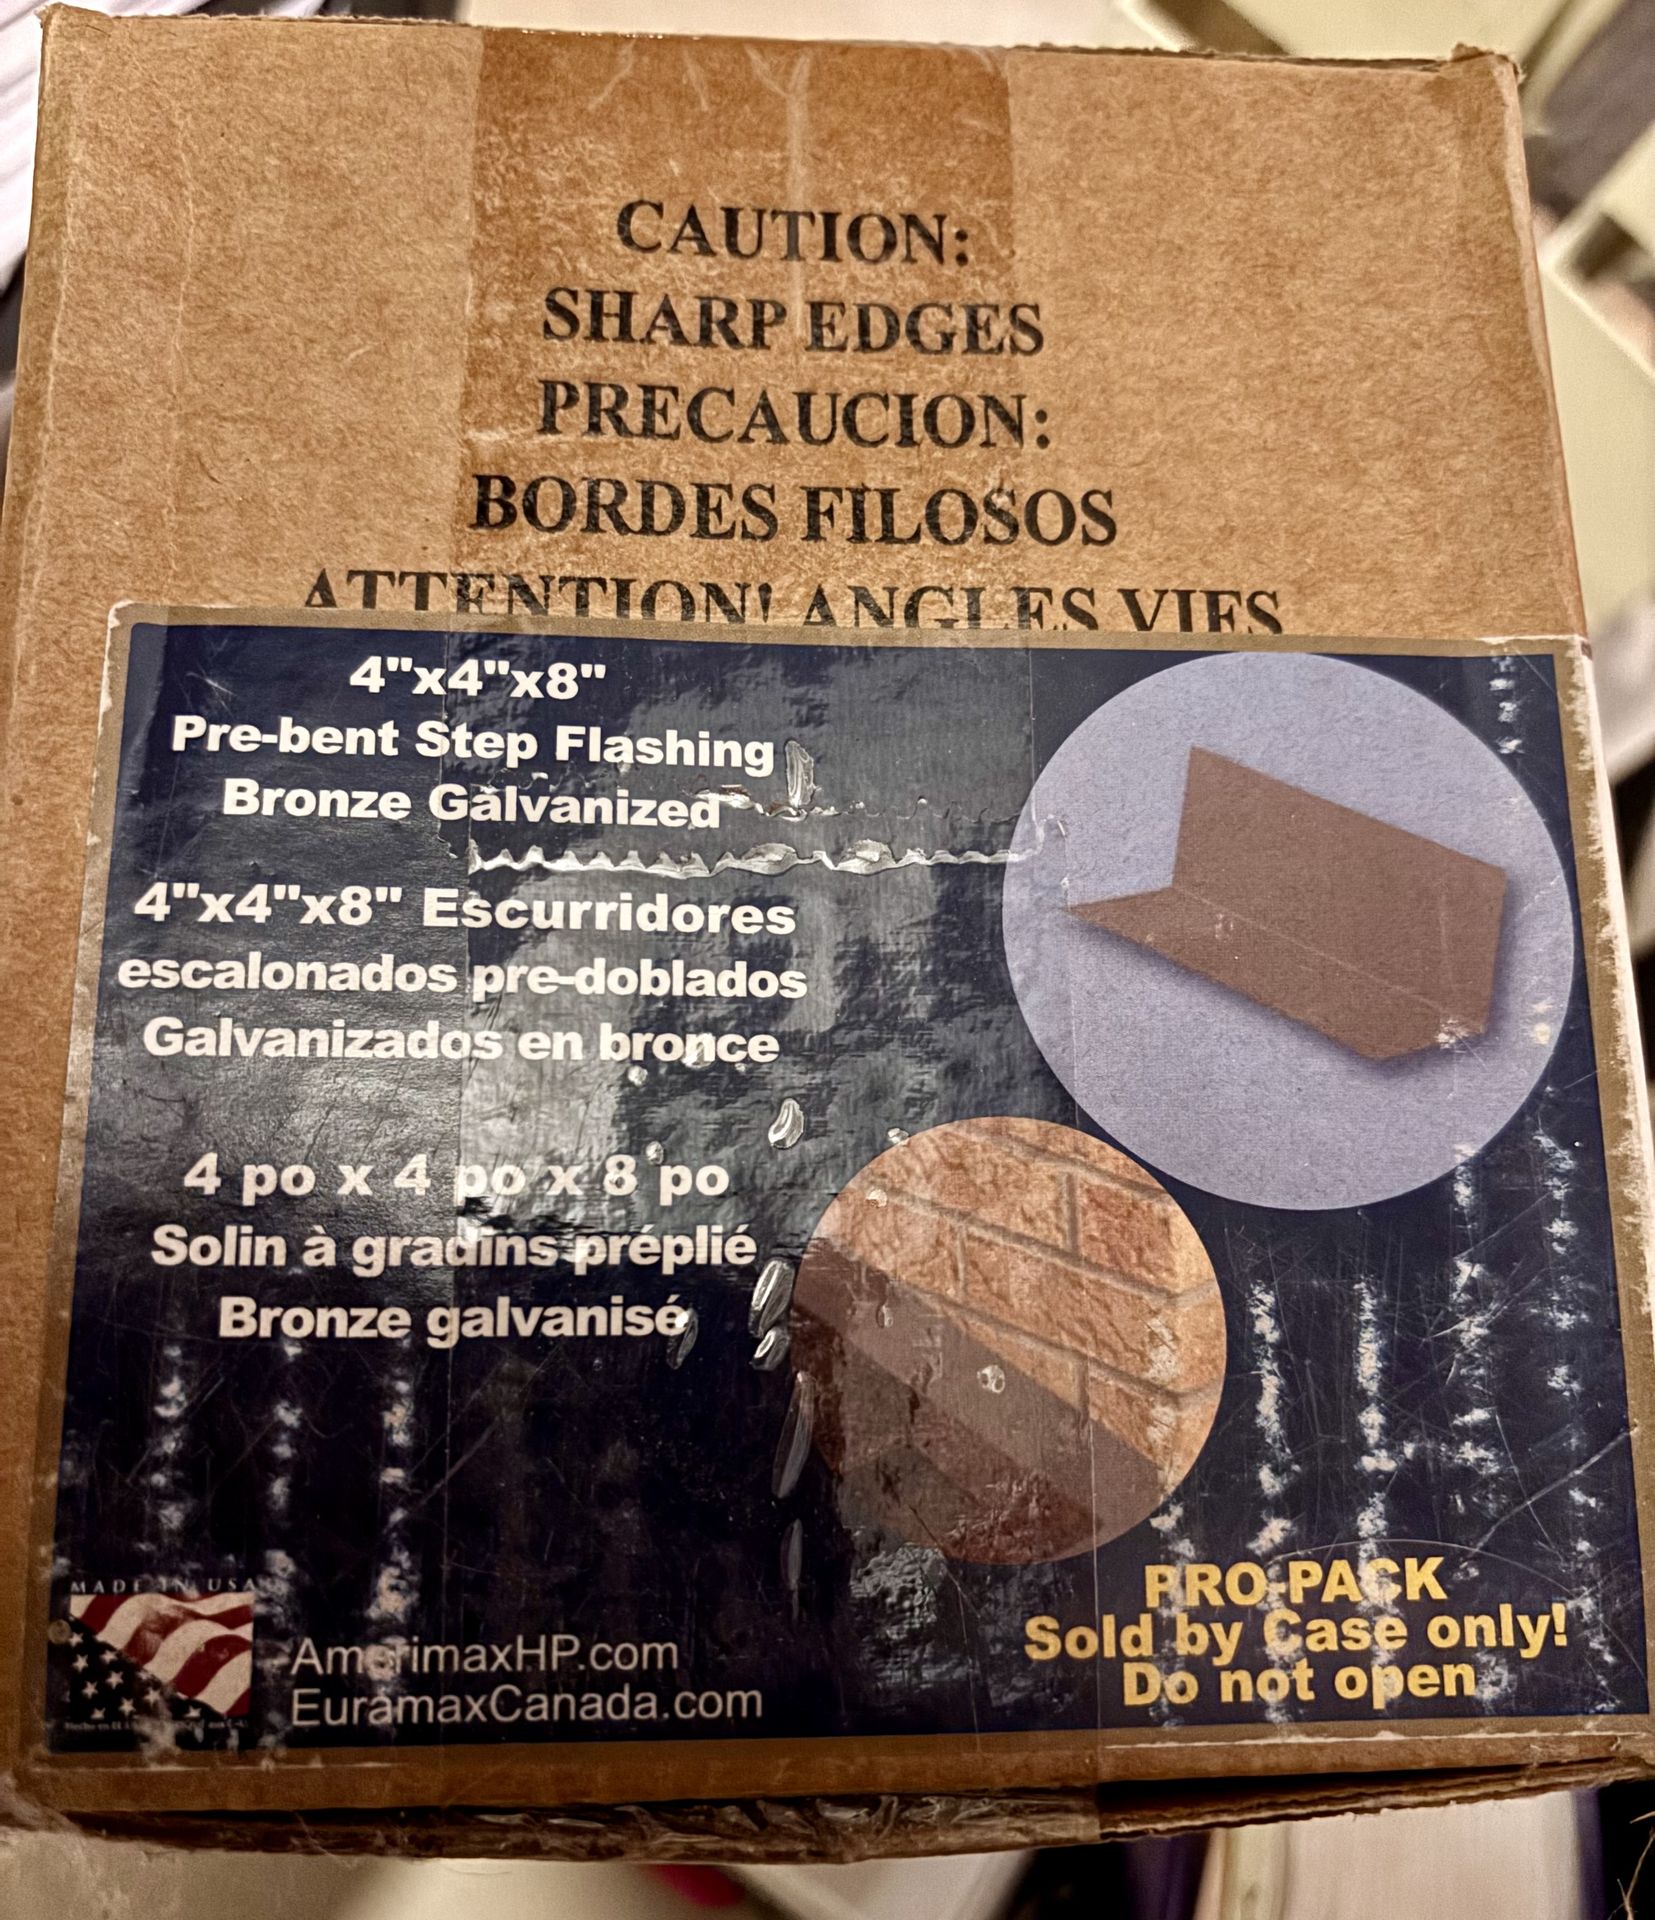 CAUTION:
SHARP EDGES
PRECAUCION:
BORDES FILOSOS
ATTENTION! ANGLES VIFS
4"x4"x8"
Pre-bent Step Flashing
Bronze Galvanized
4"x4"x8" Escurridores
escalonados pre-doblados
Galvanizados en bronce
4 po x 4 po x 8 po
Solin à gradins préplié
Bronze galvanisé
MADE IN USA
AmerimaxHP.com
EuramaxCanada.com
PRO-PACK
Sold by Case only!
Do not open